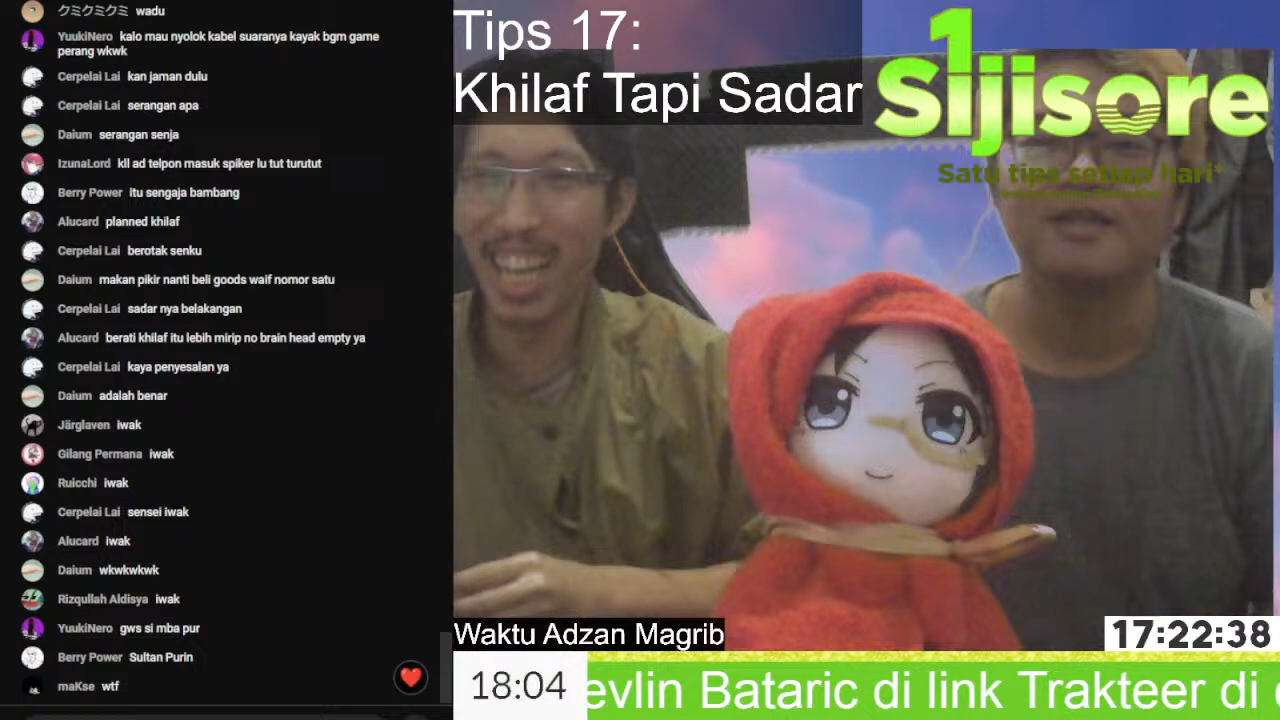 クミクミクミ wadu
YuukiNero kalo mau nyolok kabel suaranya kayak bgm game
perang wkwk
Cerpelai Lai kan jaman dulu
Cerpelai Lai serangan apa
Daium serangan senja
IzunaLord kll ad telpon masuk spiker lu tut turutut
Berry Power itu sengaja bambang
Alucard planned khilaf
Cerpelai Lai berotak senku
Daium makan pikir nanti beli goods waif nomor satu
Cerpelai Lai sadar nya belakangan
Alucard berati khilaf itu lebih mirip no brain head empty ya
Cerpelai Lai kaya penyesalan ya
Daium adalah benar
Järglaven iwak
Gilang Permana iwak
Ruicchi iwak
Cerpelai Lai sensei iwak
Alucard iwak
Daium wkwkwkwk
Rizqullah Aldisya iwak
YuukiNero gws si mba pur
Berry Power Sultan Purin
maKse wtf
Tips 17:
Khilaf Tapi Sadar
1
Sijisore
Satu tips setiap hari*
Waktu Adzan Magrib
17:22:38
18:04
evlin Bataric di link Trakteer di